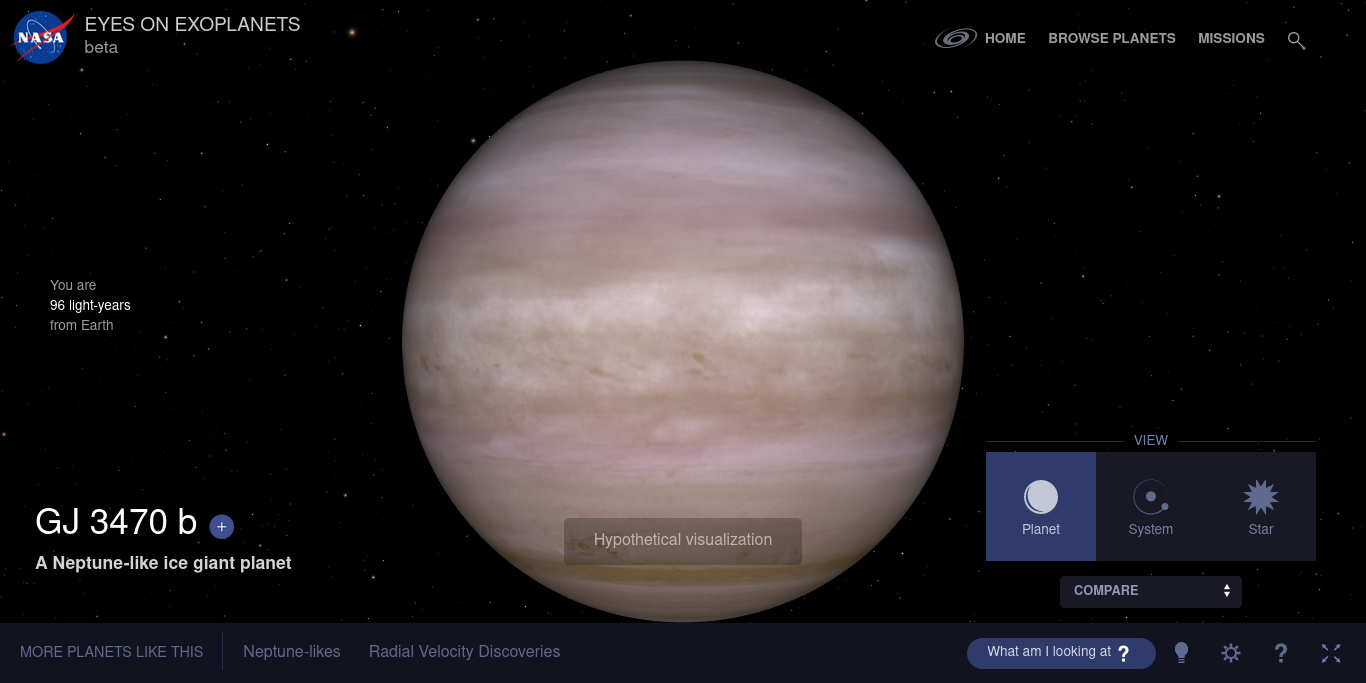 NASA
EYES ON EXOPLANETS
beta
HOME
BROWSE PLANETS
MISSIONS
You are
96 light-years
from Earth
VIEW
Planet
System
Star
GJ 3470 b +
A Neptune-like ice giant planet
Hypothetical visualization
COMPARE
MORE PLANETS LIKE THIS
Neptune-likes
Radial Velocity Discoveries
What am I looking at ?
?